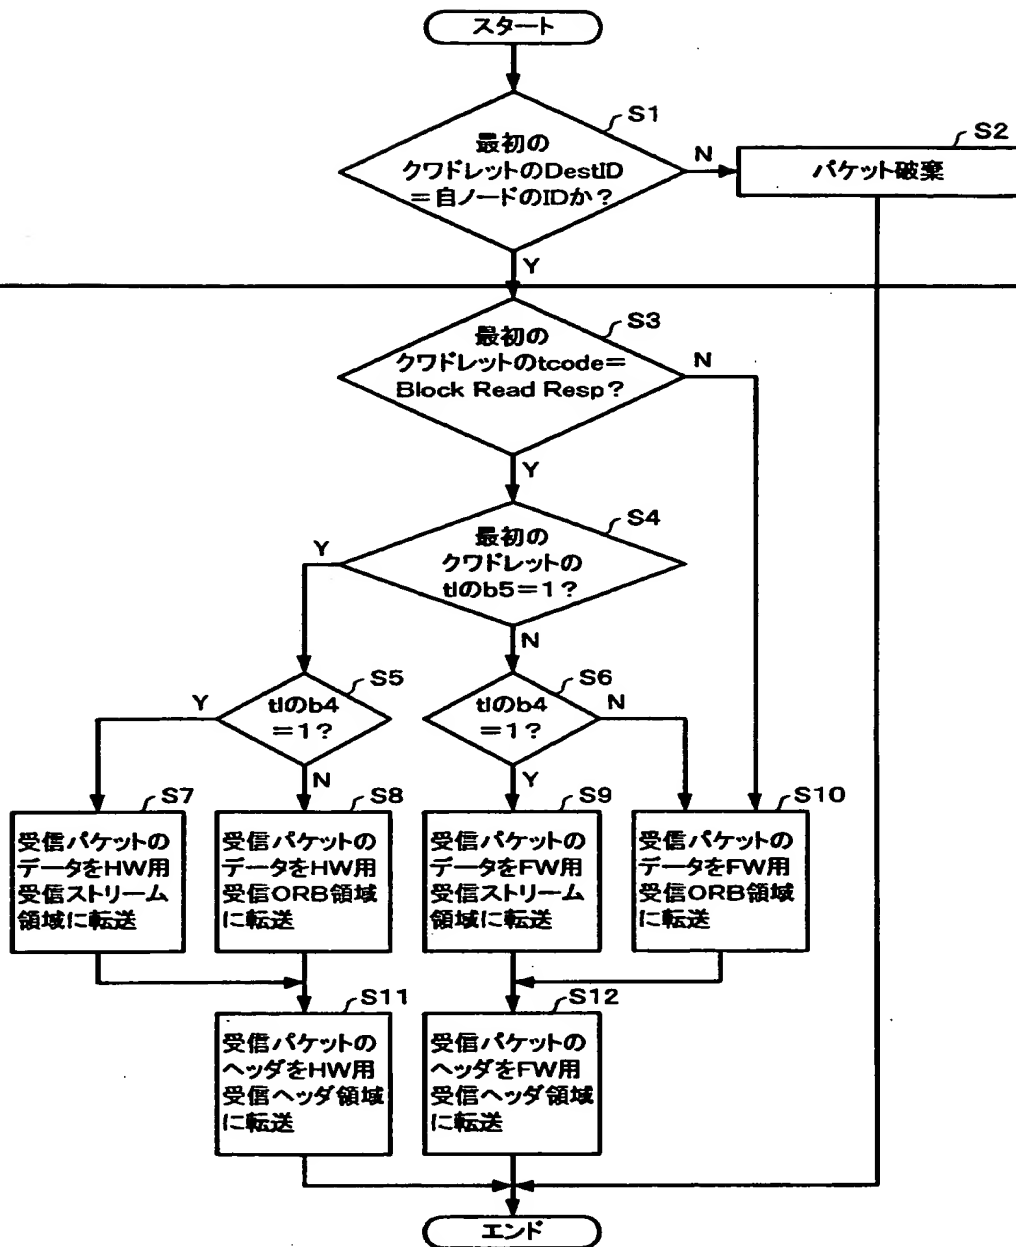 スタート
S1
最初の
クワドレットのDestID
=自ノードのIDか?
N
S2
パケット破棄
Y
S3
最初の
クワドレットのtcode=
Block Read Resp?
N
Y
S4
最初の
クワドレットの
tlのb5=1?
Y
N
S5
tlのb4
=1?
Y
N
S6
tlのb4
=1?
N
Y
S7
受信パケットの
データをHW用
受信ストリーム
領域に転送
S8
受信パケットの
データをHW用
受信ORB領域
に転送
S9
受信パケットの
データをFW用
受信ストリーム
領域に転送
S10
受信パケットの
データをFW用
受信ORB領域
に転送
S11
受信パケットの
ヘッダをHW用
受信ヘッダ領域
に転送
S12
受信パケットの
ヘッダをFW用
受信ヘッダ領域
に転送
エンド